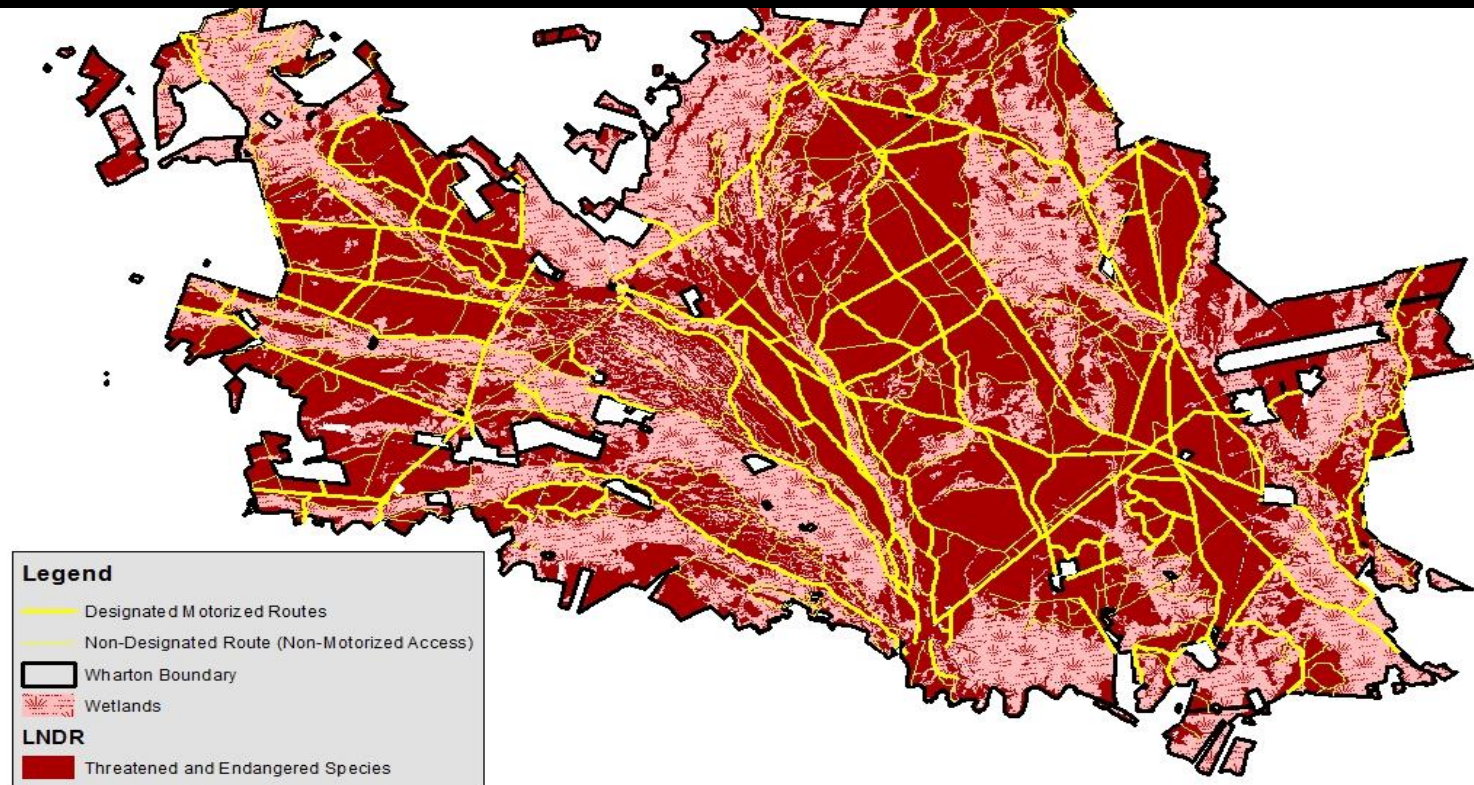 Legend
Designated Motorized Routes
Non-Designated Route (Non-Motorized Access)
Wharton Boundary
Wetlands
LNDR
Threatened and Endangered Species